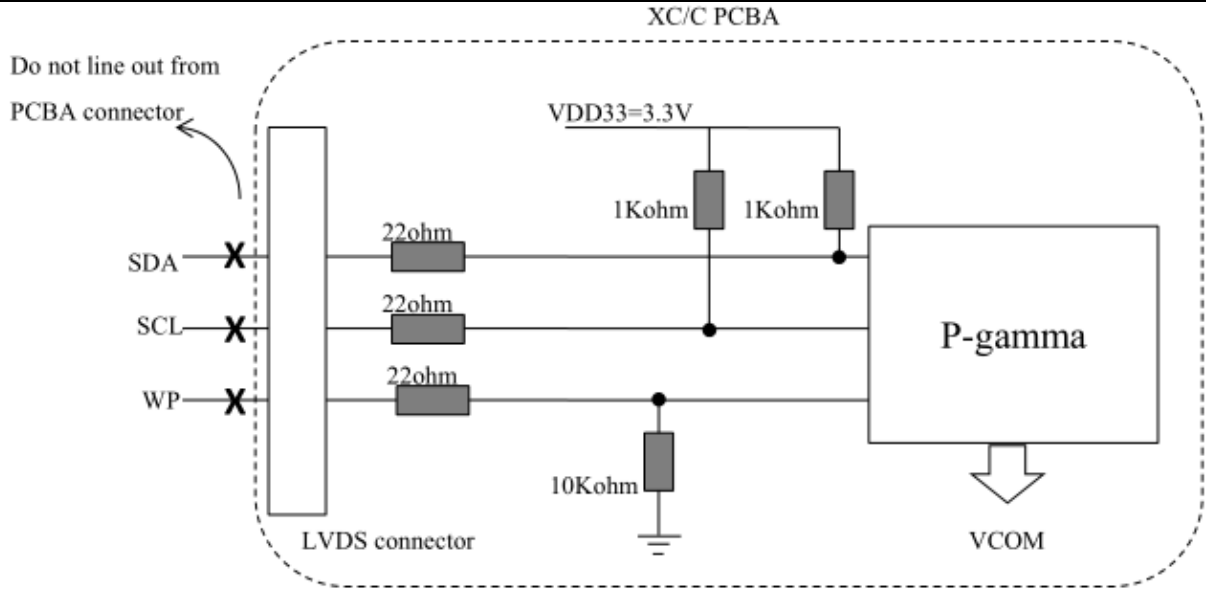 XC/C PCBA
Do not line out from
PCBA connector
VDD33=3.3V
1Kohm
1Kohm
22ohm
SDA
X
22ohm
SCL
X
P-gamma
22ohm
WP
X
10Kohm
LVDS connector
VCOM